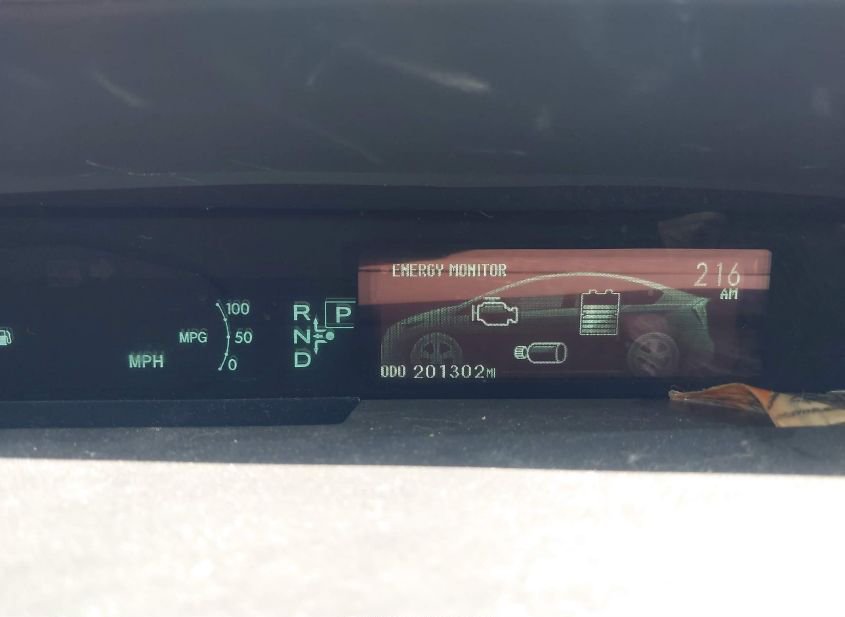 ENERGY MONITOR
216
AM
100
MPG 50
0
MPH
R
P
N
D
ODO 201302MI